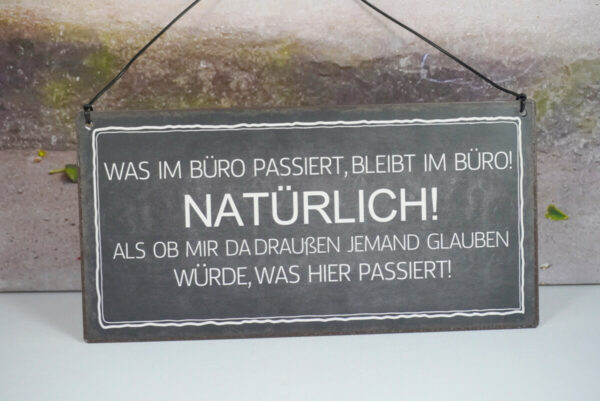 WAS IM BÜRO PASSIERT, BLEIBT IM BÜRO!
NATÜRLICH!
ALS OB MIR DA DRAUßEN JEMAND GLAUBEN
WÜRDE, WAS HIER PASSIERT!